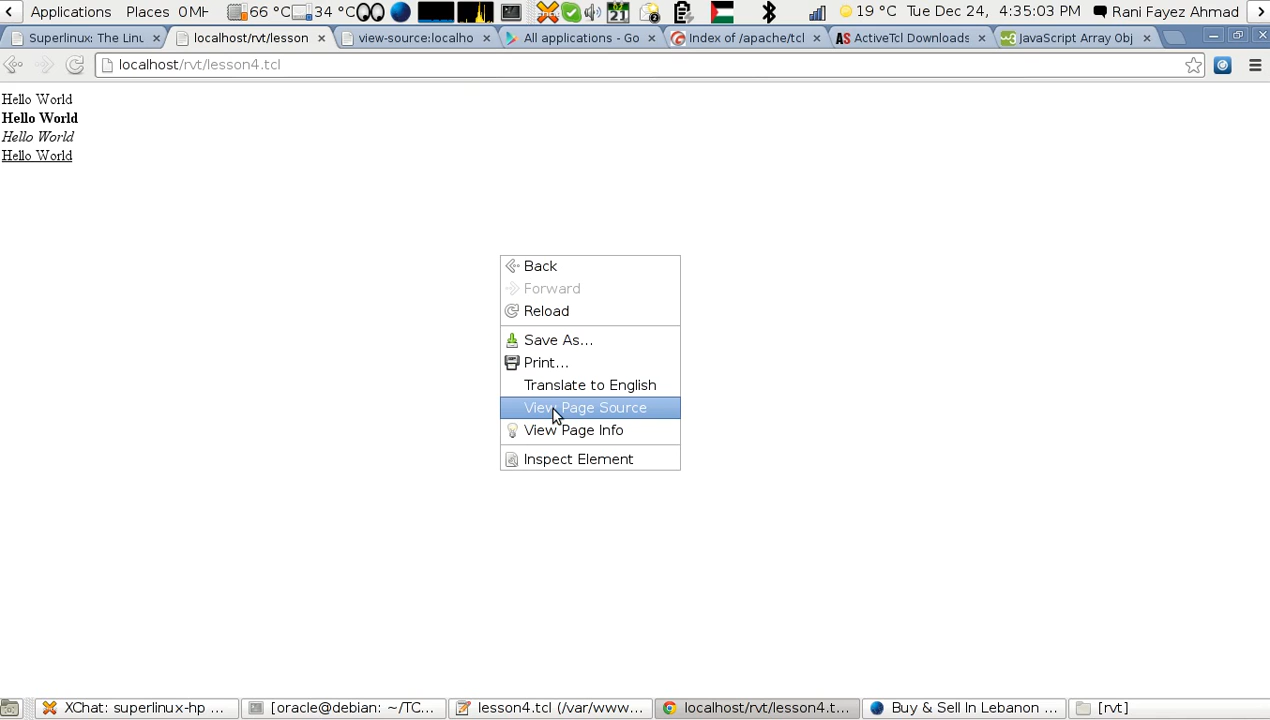 Applications Places 0MH 66 °C 34 °C 21 2 19 °C Tue Dec 24, 4:35:03 PM Rani Fayez Ahmad
Superlinux: The Linu × localhost/rvt/lesson × view-source:localho × All applications - Go × Index of /apache/tcl × AS ActiveTcl Downloads × JavaScript Array Obj ×
localhost/rvt/lesson4.tcl
Hello World
Hello World
Hello World
Hello World
Back
Forward
Reload
Save As...
Print...
Translate to English
View Page Source
View Page Info
Inspect Element
XChat: superlinux-hp ... [oracle@debian: ~/TC... lesson4.tcl (/var/www... localhost/rvt/lesson4.t... Buy & Sell In Lebanon ... [rvt]